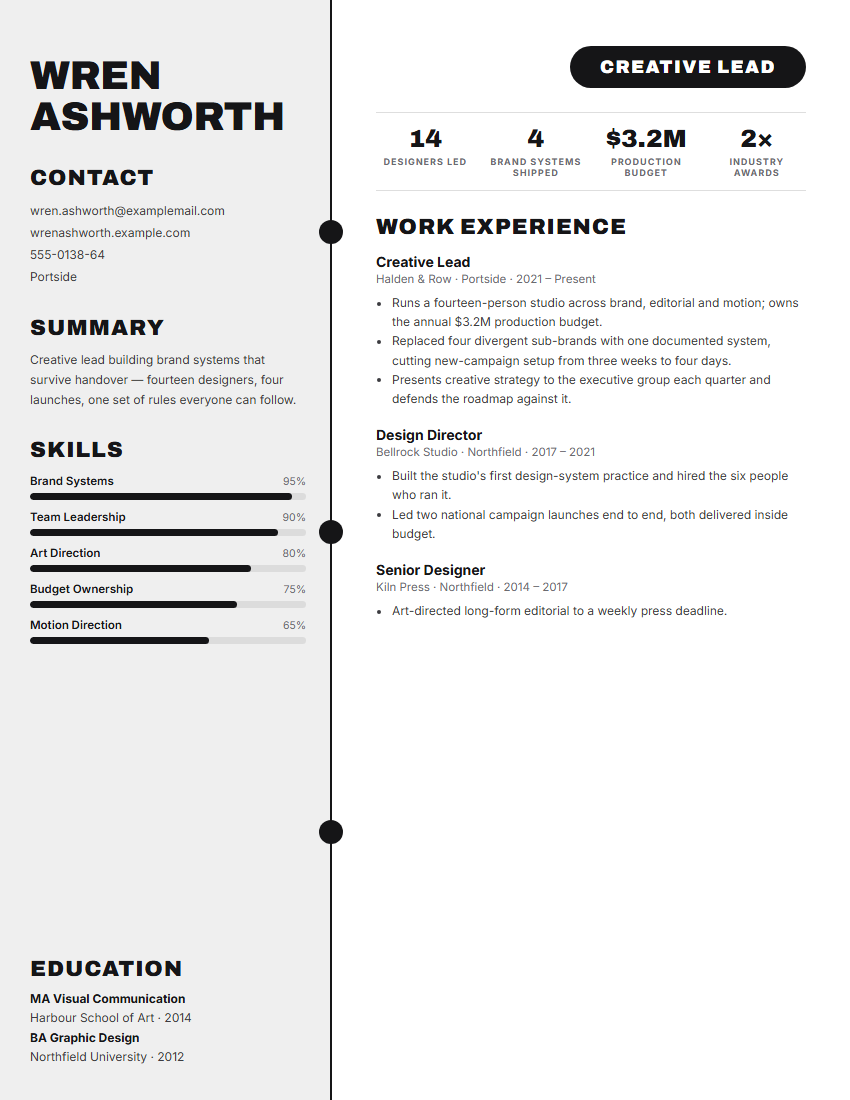 WREN
ASHWORTH
CONTACT
wren.ashworth@examplemail.com
wrenashworth.example.com
555-0138-64
Portside
SUMMARY
Creative lead building brand systems that
survive handover — fourteen designers, four
launches, one set of rules everyone can follow.
SKILLS
Brand Systems 95%
Team Leadership 90%
Art Direction 80%
Budget Ownership 75%
Motion Direction 65%
EDUCATION
MA Visual Communication
Harbour School of Art · 2014
BA Graphic Design
Northfield University · 2012
CREATIVE LEAD
14
DESIGNERS LED
4
BRAND SYSTEMS
SHIPPED
$3.2M
PRODUCTION
BUDGET
2×
INDUSTRY
AWARDS
WORK EXPERIENCE
Creative Lead
Halden & Row · Portside · 2021 – Present
• Runs a fourteen-person studio across brand, editorial and motion; owns
the annual $3.2M production budget.
• Replaced four divergent sub-brands with one documented system,
cutting new-campaign setup from three weeks to four days.
• Presents creative strategy to the executive group each quarter and
defends the roadmap against it.
Design Director
Bellrock Studio · Northfield · 2017 – 2021
• Built the studio's first design-system practice and hired the six people
who ran it.
• Led two national campaign launches end to end, both delivered inside
budget.
Senior Designer
Kiln Press · Northfield · 2014 – 2017
• Art-directed long-form editorial to a weekly press deadline.